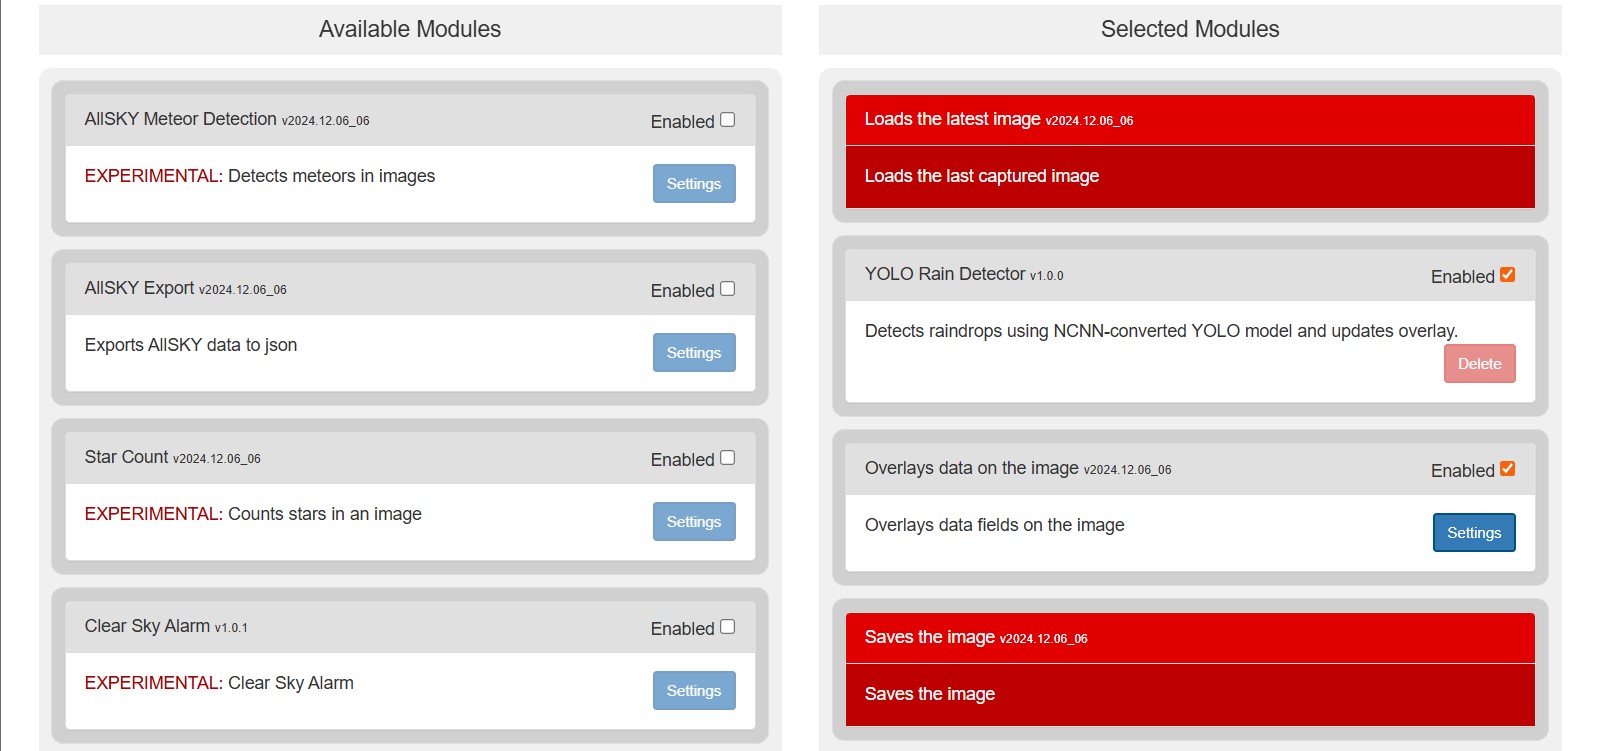 Available Modules
AllSKY Meteor Detection v2024.12.06_06
Enabled
EXPERIMENTAL: Detects meteors in images
Settings
AllSKY Export v2024.12.06_06
Enabled
Exports AllSKY data to json
Settings
Star Count v2024.12.06_06
Enabled
EXPERIMENTAL: Counts stars in an image
Settings
Clear Sky Alarm v1.0.1
Enabled
EXPERIMENTAL: Clear Sky Alarm
Settings
Selected Modules
Loads the latest image v2024.12.06_06
Loads the last captured image
YOLO Rain Detector v1.0.0
Enabled
Detects raindrops using NCNN-converted YOLO model and updates overlay.
Delete
Overlays data on the image v2024.12.06_06
Enabled
Overlays data fields on the image
Settings
Saves the image v2024.12.06_06
Saves the image